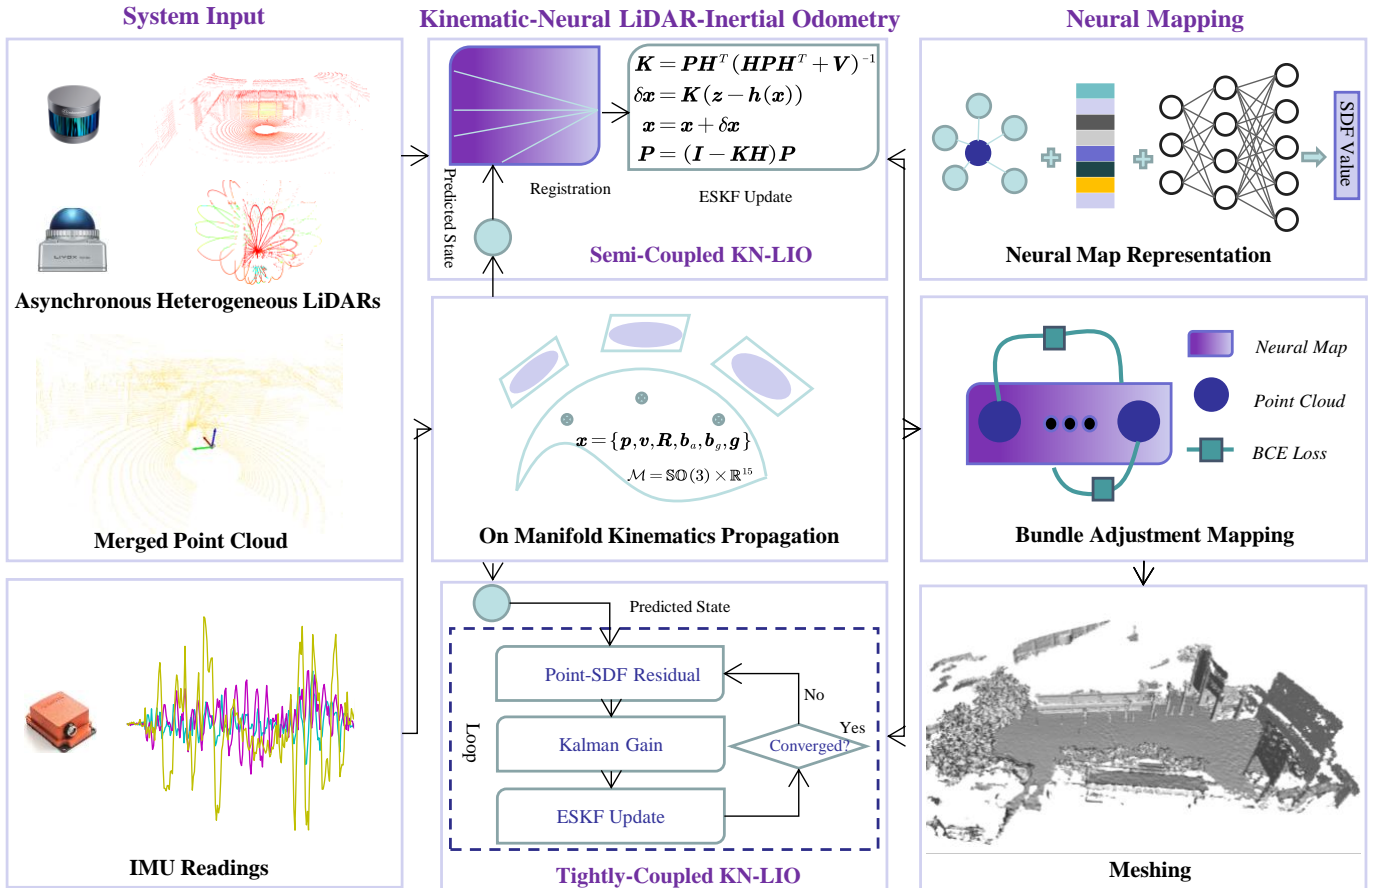 System Input
Asynchronous Heterogeneous LiDARs
Merged Point Cloud
IMU Readings
Kinematic-Neural LiDAR-Inertial Odometry
K = PH^T (HPH^T + V)^{-1}
δx = K(z − h(x))
x = x + δx
P = (I − KH)P
Predicted State
Registration
ESKF Update
Semi-Coupled KN-LIO
x = {p, v, R, b_a, b_g, g}
ℳ = 𝕊𝕆(3) × ℝ^{15}
On Manifold Kinematics Propagation
Predicted State
Point-SDF Residual
No
Loop
Kalman Gain
Converged?
Yes
ESKF Update
Tightly-Coupled KN-LIO
Neural Mapping
SDF Value
Neural Map Representation
Neural Map
Point Cloud
BCE Loss
Bundle Adjustment Mapping
Meshing